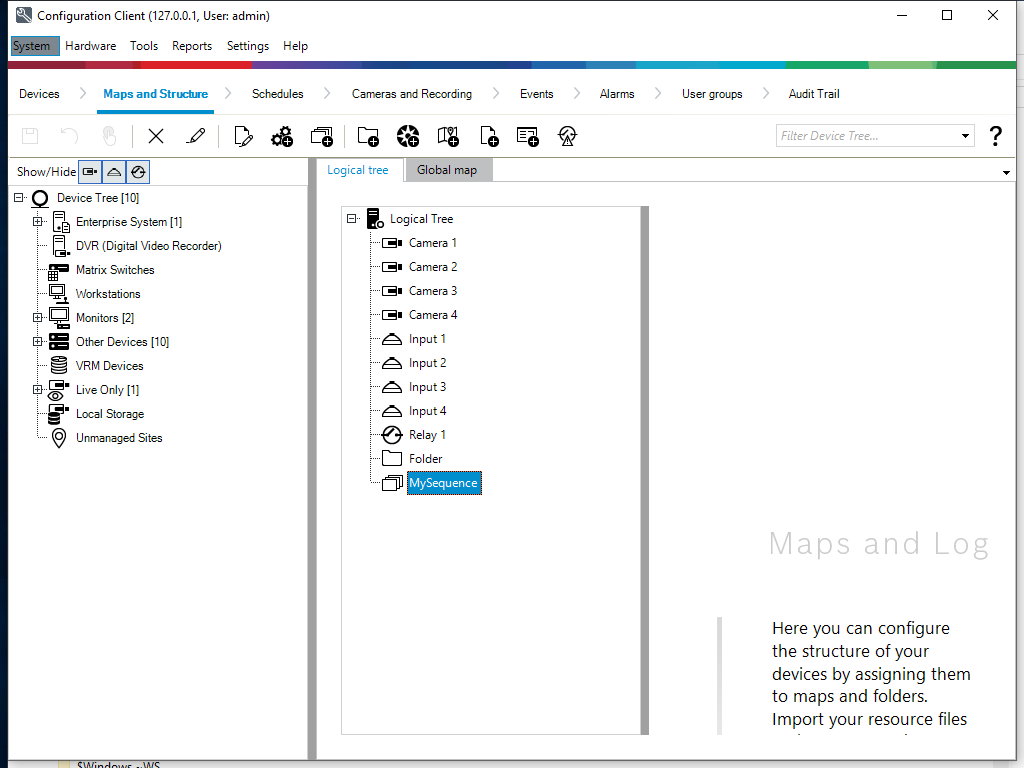 Configuration Client (127.0.0.1, User: admin)
System Hardware Tools Reports Settings Help
Devices Maps and Structure Schedules Cameras and Recording Events Alarms User groups Audit Trail
Filter Device Tree... ?
Show/Hide
Device Tree [10]
Enterprise System [1]
DVR (Digital Video Recorder)
Matrix Switches
Workstations
Monitors [2]
Other Devices [10]
VRM Devices
Live Only [1]
Local Storage
Unmanaged Sites
Logical tree Global map
Logical Tree
Camera 1
Camera 2
Camera 3
Camera 4
Input 1
Input 2
Input 3
Input 4
Relay 1
Folder
MySequence
Maps and Log
Here you can configure
the structure of your
devices by assigning them
to maps and folders.
Import your resource files
$Windows.~WS